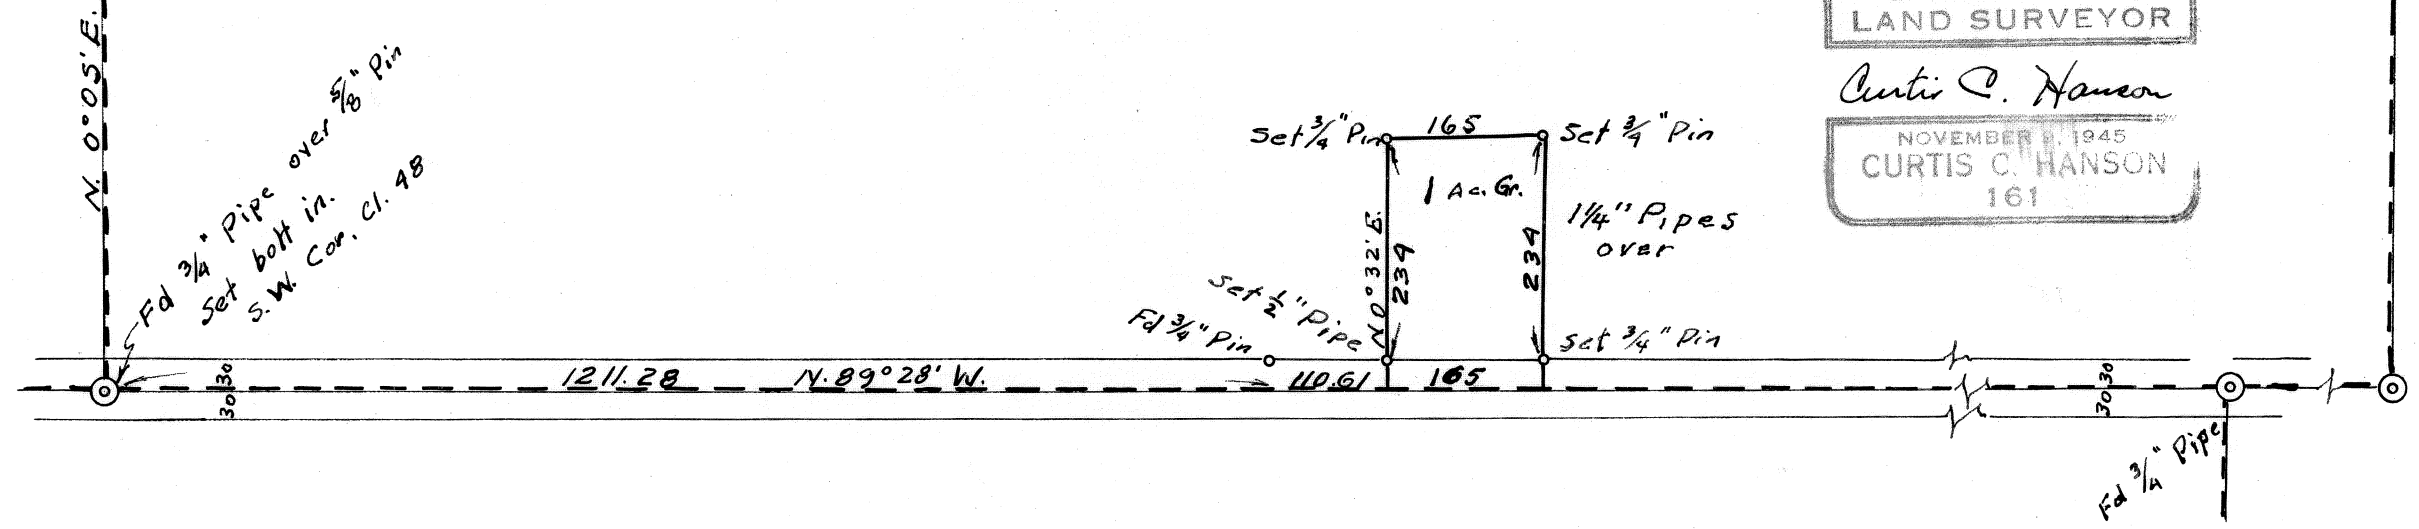 N. 0°05' E.
Fd 3/4" Pipe over 5/8" Pin
Set bolt in.
S.W. Cor. Cl. 48
30
30
1211.28
N. 89°28' W.
Fd 3/4" Pin
Set 1/2" Pipe
110.61
165
N 0°32' E.
234
Set 3/4" Pin
165
Set 3/4" Pin
1 Ac. Gr.
234
1 1/4" Pipes
over
Set 3/4" Pin
30
30
Fd 3/4" Pipe
LAND SURVEYOR
Curtis C. Hanson
NOVEMBER 1945
CURTIS C. HANSON
161